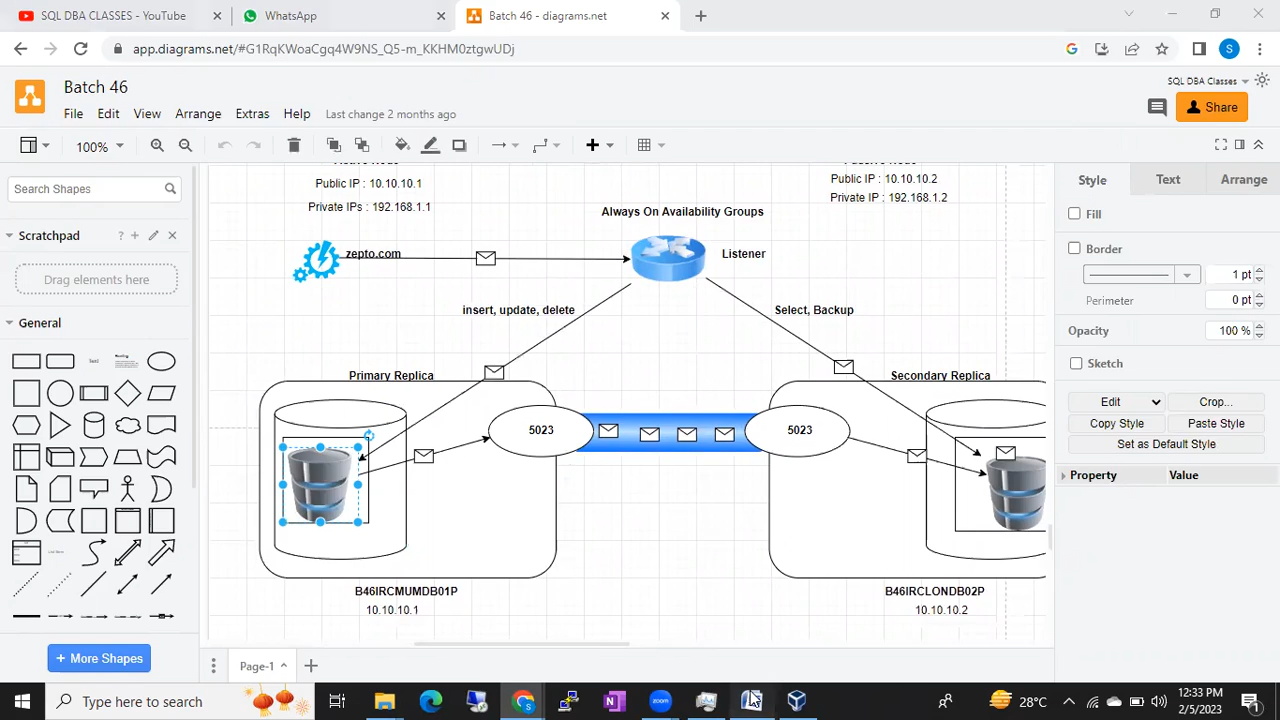 SQL DBA CLASSES - YouTube
WhatsApp
Batch 46 - diagrams.net
app.diagrams.net/#G1RqKWoaCgq4W9NS_Q5-m_KKHM0ztgwUDj
S
Batch 46
SQL DBA Classes
File Edit View Arrange Extras Help Last change 2 months ago
Share
100%
Search Shapes
Scratchpad
?
Drag elements here
General
Text
Heading
More Shapes
Public IP : 10.10.10.1
Private IPs : 192.168.1.1
Public IP : 10.10.10.2
Private IP : 192.168.1.2
Always On Availability Groups
zepto.com
Listener
insert, update, delete
Select, Backup
Primary Replica
Secondary Replica
5023
5023
B46IRCMUMDB01P
10.10.10.1
B46IRCLONDB02P
10.10.10.2
Style Text Arrange
Fill
Border
1 pt
Perimeter
0 pt
Opacity
100 %
Sketch
Edit
Crop...
Copy Style
Paste Style
Set as Default Style
Property Value
Page-1
Type here to search
zoom
28°C
12:33 PM
2/5/2023
1